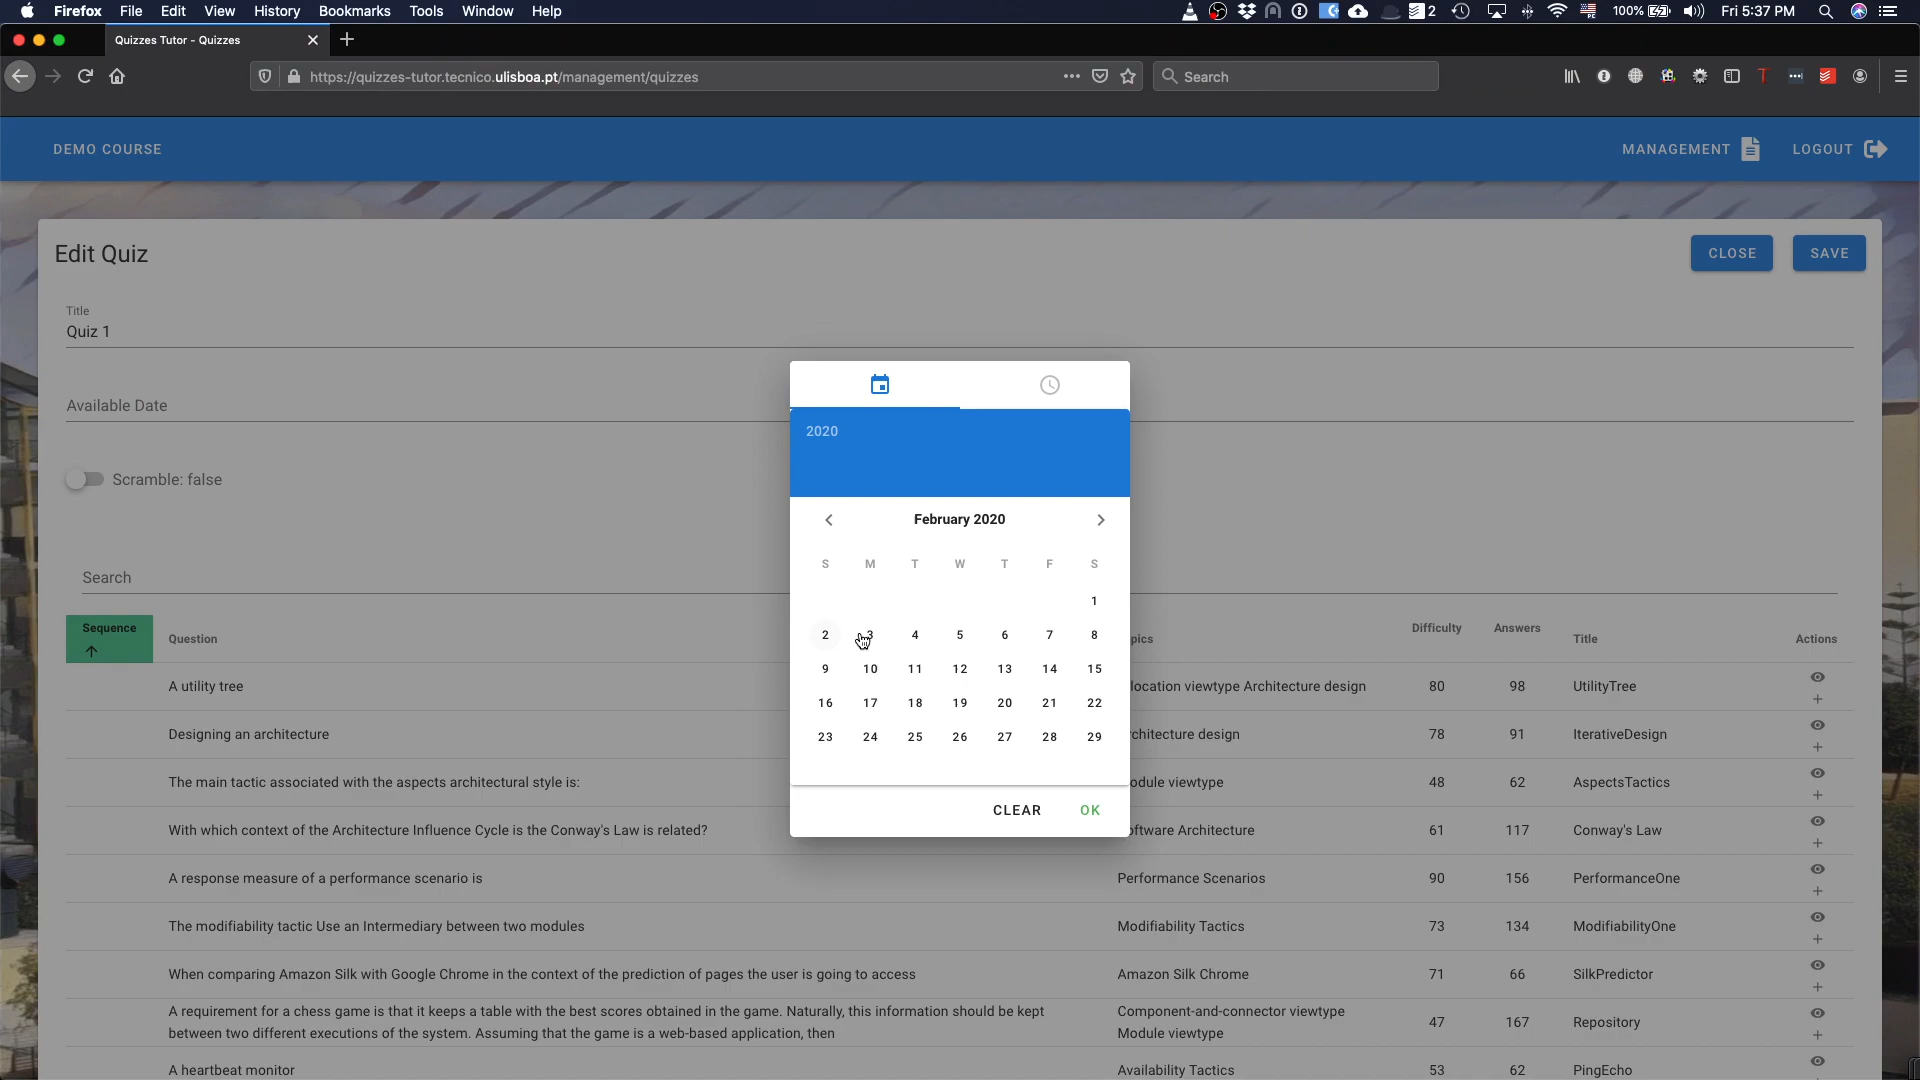 Firefox File Edit View History Bookmarks Tools Window Help
2
100%
Fri 5:37 PM
Quizzes Tutor - Quizzes
https://quizzes-tutor.tecnico.ulisboa.pt/management/quizzes
Search
DEMO COURSE
MANAGEMENT
LOGOUT
Edit Quiz
CLOSE
SAVE
Title
Quiz 1
Available Date
Scramble: false
Search
2020
February 2020
S M T W T F S
1
2 3 4 5 6 7 8
9 10 11 12 13 14 15
16 17 18 19 20 21 22
23 24 25 26 27 28 29
CLEAR OK
Sequence Question pics Difficulty Answers Title Actions
A utility tree location viewtype Architecture design 80 98 UtilityTree
Designing an architecture chitecture design 78 91 IterativeDesign
The main tactic associated with the aspects architectural style is: odule viewtype 48 62 AspectsTactics
With which context of the Architecture Influence Cycle is the Conway's Law is related? oftware Architecture 61 117 Conway's Law
A response measure of a performance scenario is Performance Scenarios 90 156 PerformanceOne
The modifiability tactic Use an Intermediary between two modules Modifiability Tactics 73 134 ModifiabilityOne
When comparing Amazon Silk with Google Chrome in the context of the prediction of pages the user is going to access Amazon Silk Chrome 71 66 SilkPredictor
A requirement for a chess game is that it keeps a table with the best scores obtained in the game. Naturally, this information should be kept Component-and-connector viewtype
between two different executions of the system. Assuming that the game is a web-based application, then Module viewtype 47 167 Repository
A heartbeat monitor Availability Tactics 53 62 PingEcho